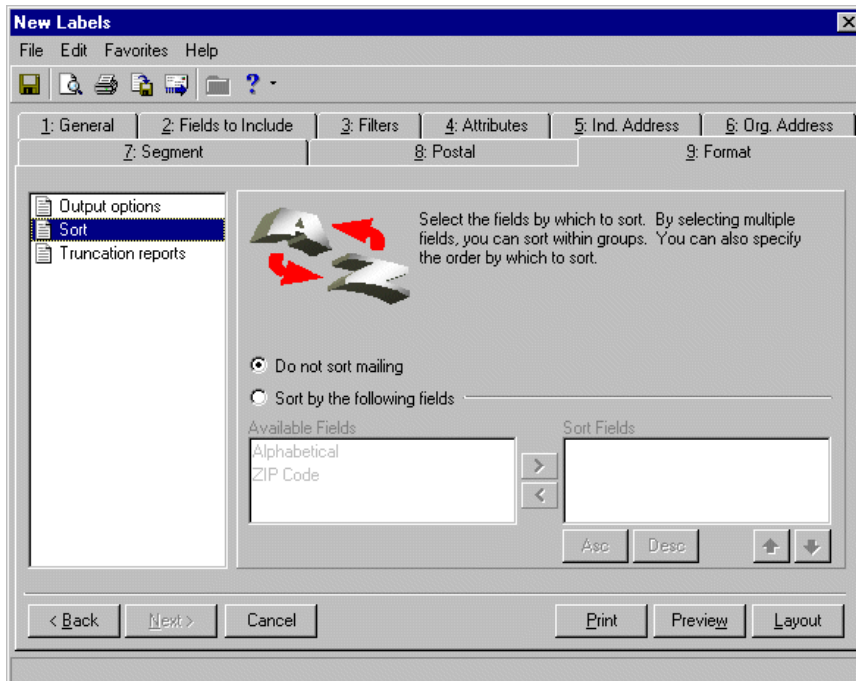 New Labels
File Edit Favorites Help
?
1: General 2: Fields to Include 3: Filters 4: Attributes 5: Ind. Address 6: Org. Address
7: Segment 8: Postal 9: Format
Output options
Sort
Truncation reports
A
Z
Select the fields by which to sort. By selecting multiple
fields, you can sort within groups. You can also specify
the order by which to sort.
Do not sort mailing
Sort by the following fields
Available Fields Sort Fields
Alphabetical
ZIP Code
>
<
Asc Desc
< Back Next > Cancel Print Preview Layout